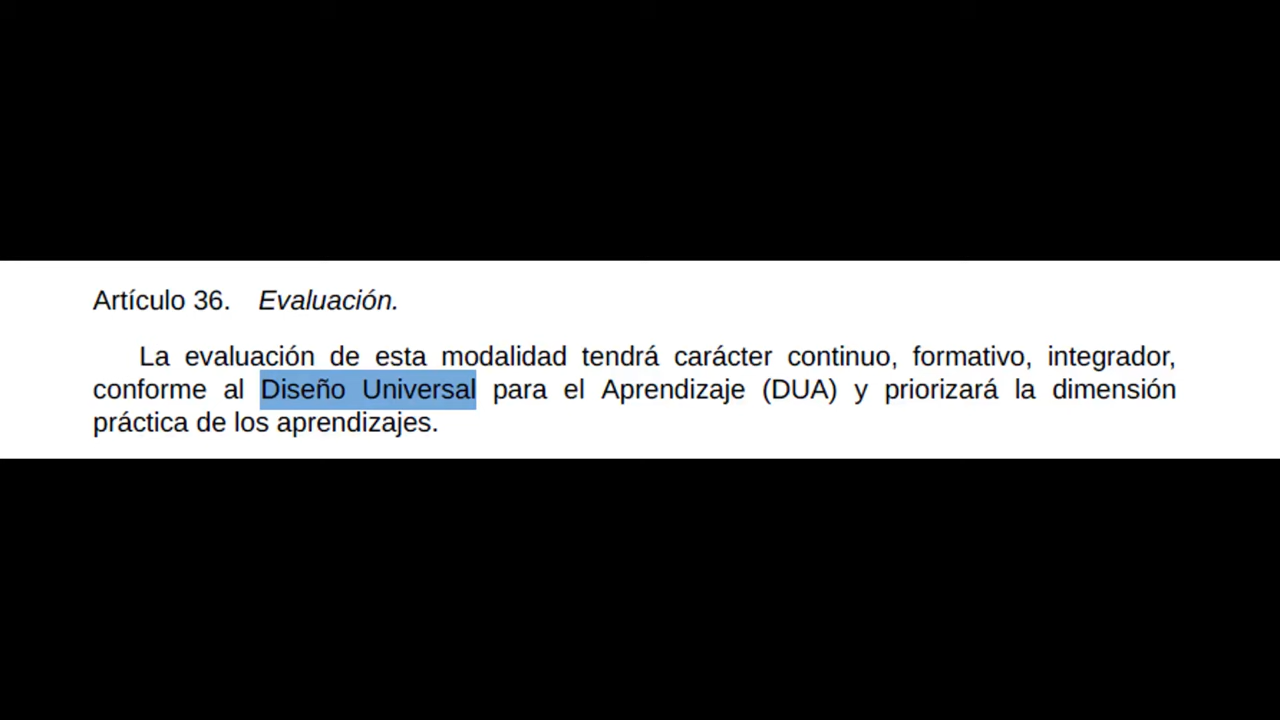 Artículo 36. Evaluación.
La evaluación de esta modalidad tendrá carácter continuo, formativo, integrador,
conforme al Diseño Universal para el Aprendizaje (DUA) y priorizará la dimensión
práctica de los aprendizajes.